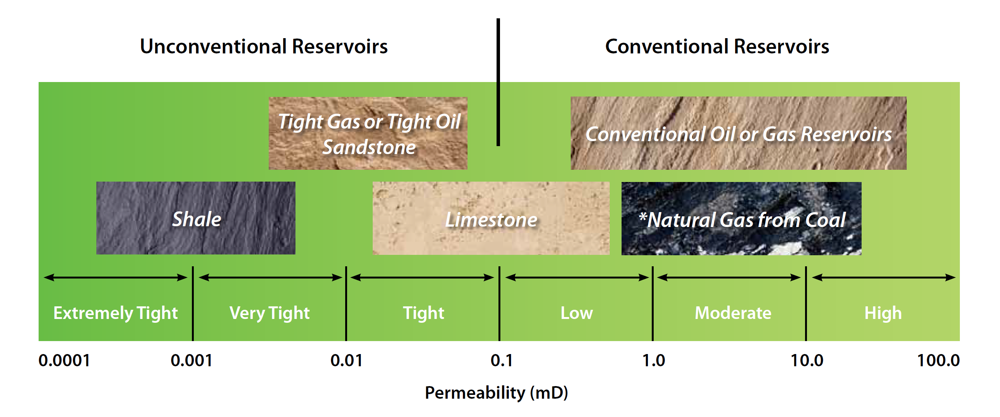 Unconventional Reservoirs
Conventional Reservoirs
Tight Gas or Tight Oil
Sandstone
Conventional Oil or Gas Reservoirs
Shale
Limestone
*Natural Gas from Coal
Extremely Tight
Very Tight
Tight
Low
Moderate
High
0.0001
0.001
0.01
0.1
1.0
10.0
100.0
Permeability (mD)